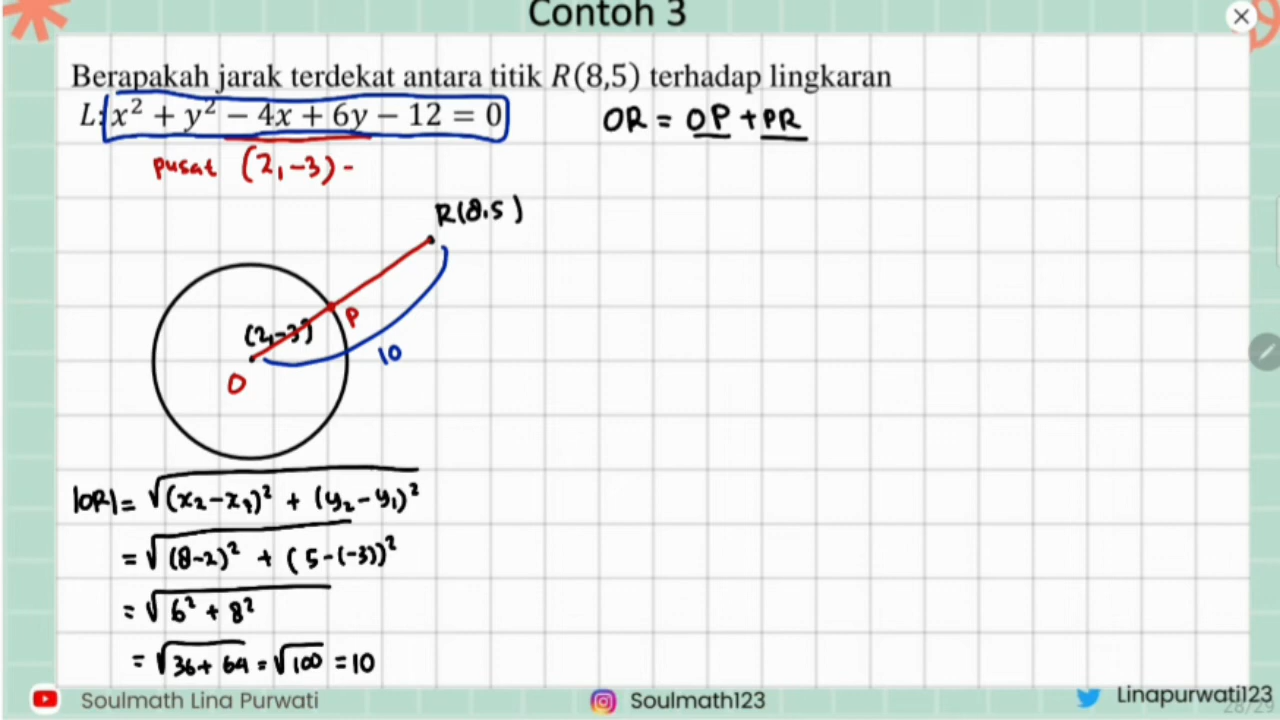 Contoh 3
Berapakah jarak terdekat antara titik R(8,5) terhadap lingkaran
L: x² + y² − 4x + 6y − 12 = 0
OR = OP + PR
pusat (2,−3) -
R(8,5)
(2,−3)
P
10
O
|OR| = √(x₂−x₁)² + (y₂−y₁)²
= √(8−2)² + (5−(−3))²
= √6² + 8²
= √36+64 = √100 = 10
Soulmath Lina Purwati
Soulmath123
Linapurwati123
28/29